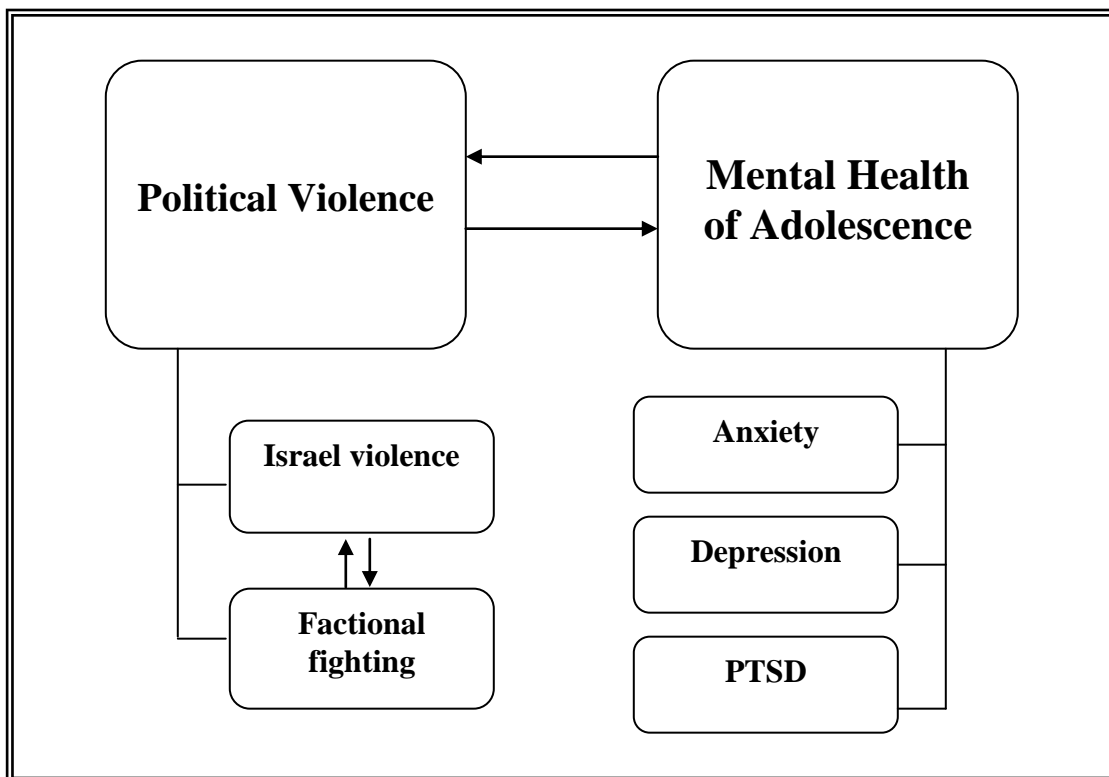 Political Violence
Mental Health
of Adolescence
Israel violence
Factional
fighting
Anxiety
Depression
PTSD